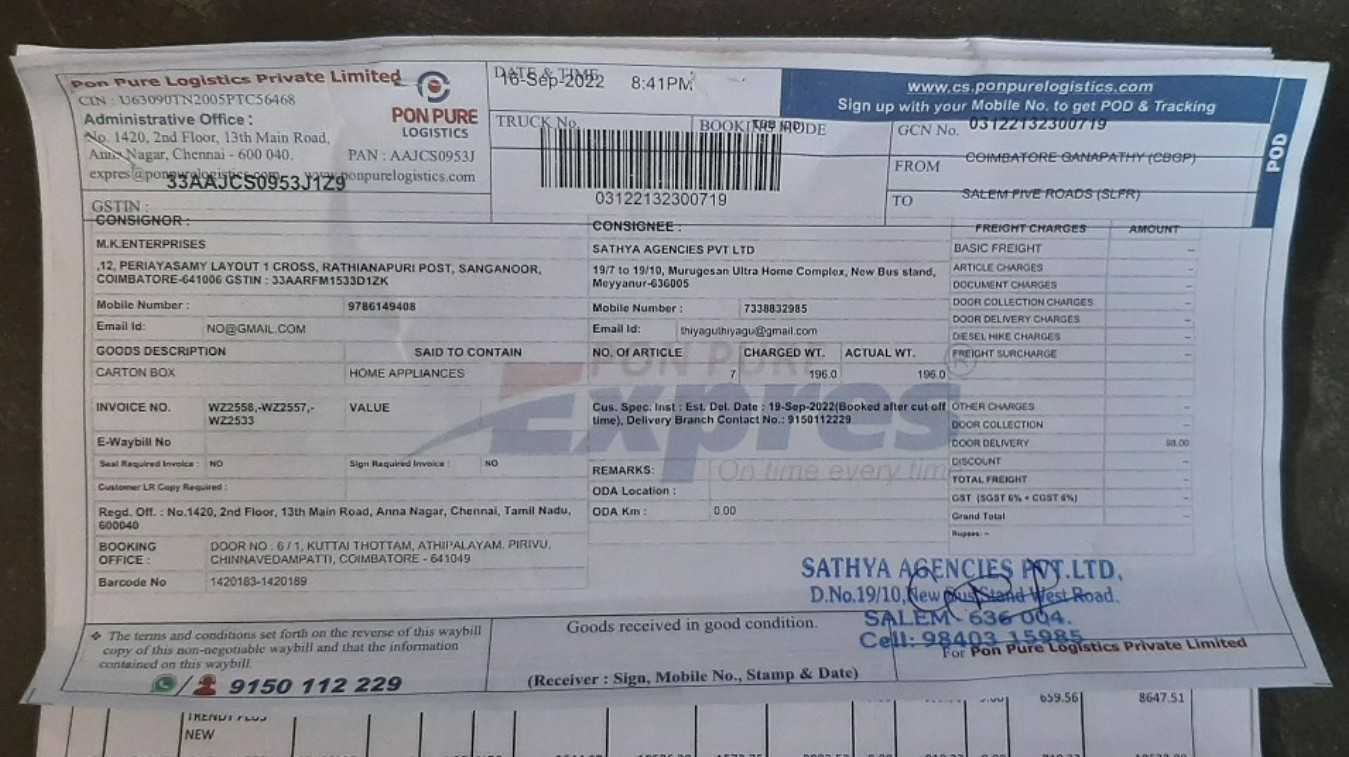 Pon Pure Logistics Private Limited
CIN : U63090TN2005PTC56468
Administrative Office :
No. 1420, 2nd Floor, 13th Main Road,
Anna Nagar, Chennai - 600 040.
PAN : AAJCS0953J
expres@ponpurelogistics.com
www.ponpurelogistics.com
33AAJCS0953J1Z9
GSTIN :
PON PURE
LOGISTICS
DATE & TIME
16-Sep-2022 8:41PM
TRUCK No.
BOOKING MODE
03122132300719
www.cs.ponpurelogistics.com
Sign up with your Mobile No. to get POD & Tracking
GCN No. 03122132300719
FROM COIMBATORE GANAPATHY (CBGP)
TO SALEM FIVE ROADS (SLFR)
POD
CONSIGNOR :
M.K.ENTERPRISES
,12, PERIAYASAMY LAYOUT 1 CROSS, RATHIANAPURI POST, SANGANOOR,
COIMBATORE-641006 GSTIN : 33AARFM1533D1ZK
Mobile Number : 9786149408
Email Id: NO@GMAIL.COM
GOODS DESCRIPTION SAID TO CONTAIN
CARTON BOX HOME APPLIANCES
INVOICE NO. WZ2558,-WZ2557,- VALUE
WZ2533
E-Waybill No
Seal Required Invoice : NO Sign Required Invoice : NO
Customer LR Copy Required :
Regd. Off. : No.1420, 2nd Floor, 13th Main Road, Anna Nagar, Chennai, Tamil Nadu,
600040
BOOKING OFFICE : DOOR NO : 6 / 1, KUTTAI THOTTAM, ATHIPALAYAM. PIRIVU,
CHINNAVEDAMPATTI, COIMBATORE - 641049
Barcode No 1420183-1420189
CONSIGNEE :
SATHYA AGENCIES PVT LTD
19/7 to 19/10, Murugesan Ultra Home Complex, New Bus stand,
Meyyanur-636005
Mobile Number : 7338832985
Email Id: thiyaguthiyagu@gmail.com
NO. Of ARTICLE CHARGED WT. ACTUAL WT.
7 196.0 196.0
Cus. Spec. Inst : Est. Del. Date : 19-Sep-2022(Booked after cut off
time), Delivery Branch Contact No.: 9150112229
REMARKS:
ODA Location :
ODA Km : 0.00
PON PURE
Expres
On time every time
FREIGHT CHARGES AMOUNT
BASIC FREIGHT --
ARTICLE CHARGES --
DOCUMENT CHARGES --
DOOR COLLECTION CHARGES --
DOOR DELIVERY CHARGES --
DIESEL HIKE CHARGES --
FREIGHT SURCHARGE --
OTHER CHARGES --
DOOR COLLECTION --
DOOR DELIVERY
DISCOUNT --
TOTAL FREIGHT --
GST (SGST 6% + CGST 6%) --
Grand Total --
Rupees: --
SATHYA AGENCIES PVT.LTD,
D.No.19/10, New Bus Stand West Road.
SALEM- 636 004.
Cell: 98403 15985
❖ The terms and conditions set forth on the reverse of this waybill
copy of this non-negotiable waybill and that the information
contained on this waybill.
9150 112 229
Goods received in good condition.
(Receiver : Sign, Mobile No., Stamp & Date)
For Pon Pure Logistics Private Limited
659.56 8647.51
TRENDY PLUS
NEW